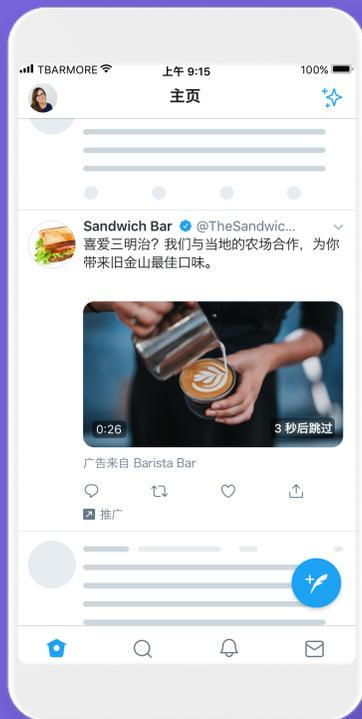 TBARMORE 上午 9:15 100%
主页
Sandwich Bar @TheSandwic...
喜爱三明治？我们与当地的农场合作，为你
带来旧金山最佳口味。
0:26 3 秒后跳过
广告来自 Barista Bar
推广